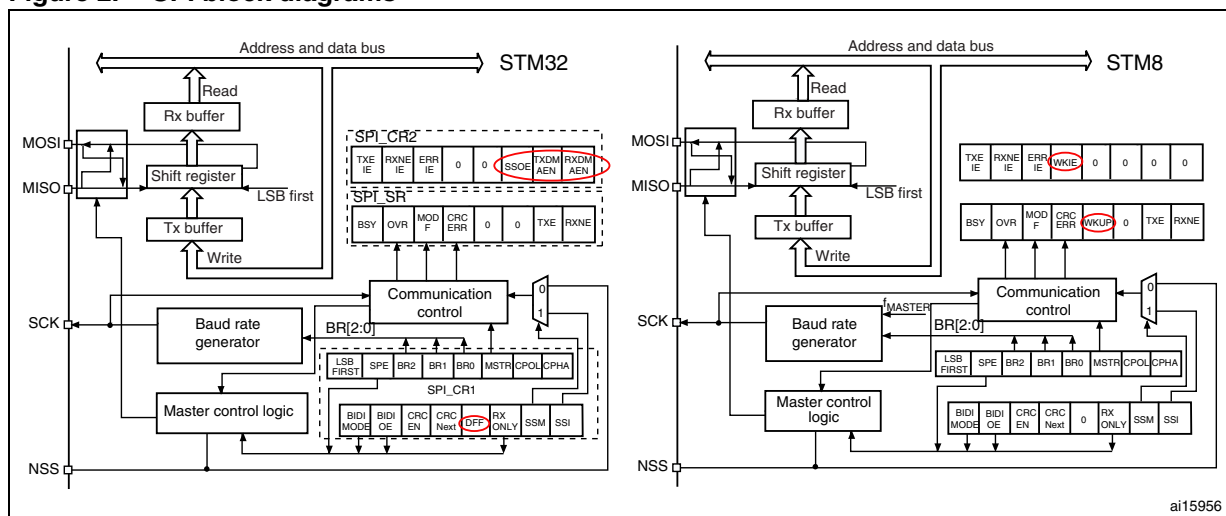 Figure 2. SPI block diagrams
Address and data bus
STM32
Read
Rx buffer
MOSI
Shift register
MISO
LSB first
Tx buffer
Write
SPI_CR2
TXE IE
RXNE IE
ERR IE
0
0
SSOE
TXDM AEN
RXDM AEN
SPI_SR
BSY
OVR
MOD F
CRC ERR
0
0
TXE
RXNE
Communication
control
0
1
SCK
Baud rate
generator
BR[2:0]
LSB FIRST
SPE
BR2
BR1
BR0
MSTR
CPOL
CPHA
SPI_CR1
Master control logic
BIDI MODE
BIDI OE
CRC EN
CRC Next
DFF
RX ONLY
SSM
SSI
NSS
Address and data bus
STM8
Read
Rx buffer
MOSI
Shift register
MISO
LSB first
Tx buffer
Write
TXE IE
RXNE IE
ERR IE
WKIE
0
0
0
0
BSY
OVR
MOD F
CRC ERR
WKUP
0
TXE
RXNE
Communication
control
0
1
fMASTER
SCK
Baud rate
generator
BR[2:0]
LSB FIRST
SPE
BR2
BR1
BR0
MSTR
CPOL
CPHA
Master control
logic
BIDI MODE
BIDI OE
CRC EN
CRC Next
0
RX ONLY
SSM
SSI
NSS
ai15956